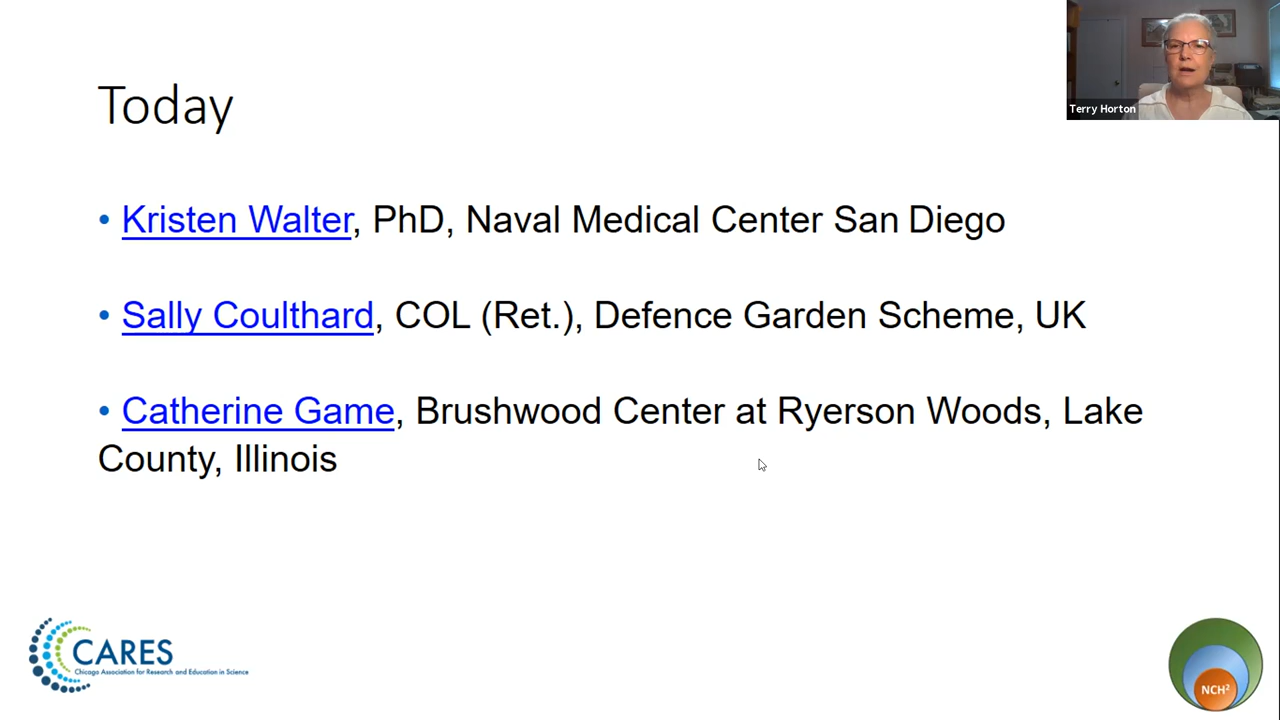 Today
Terry Horton
• Kristen Walter, PhD, Naval Medical Center San Diego
• Sally Coulthard, COL (Ret.), Defence Garden Scheme, UK
• Catherine Game, Brushwood Center at Ryerson Woods, Lake
County, Illinois
CARES
Chicago Association for Research and Education in Science
NCH²